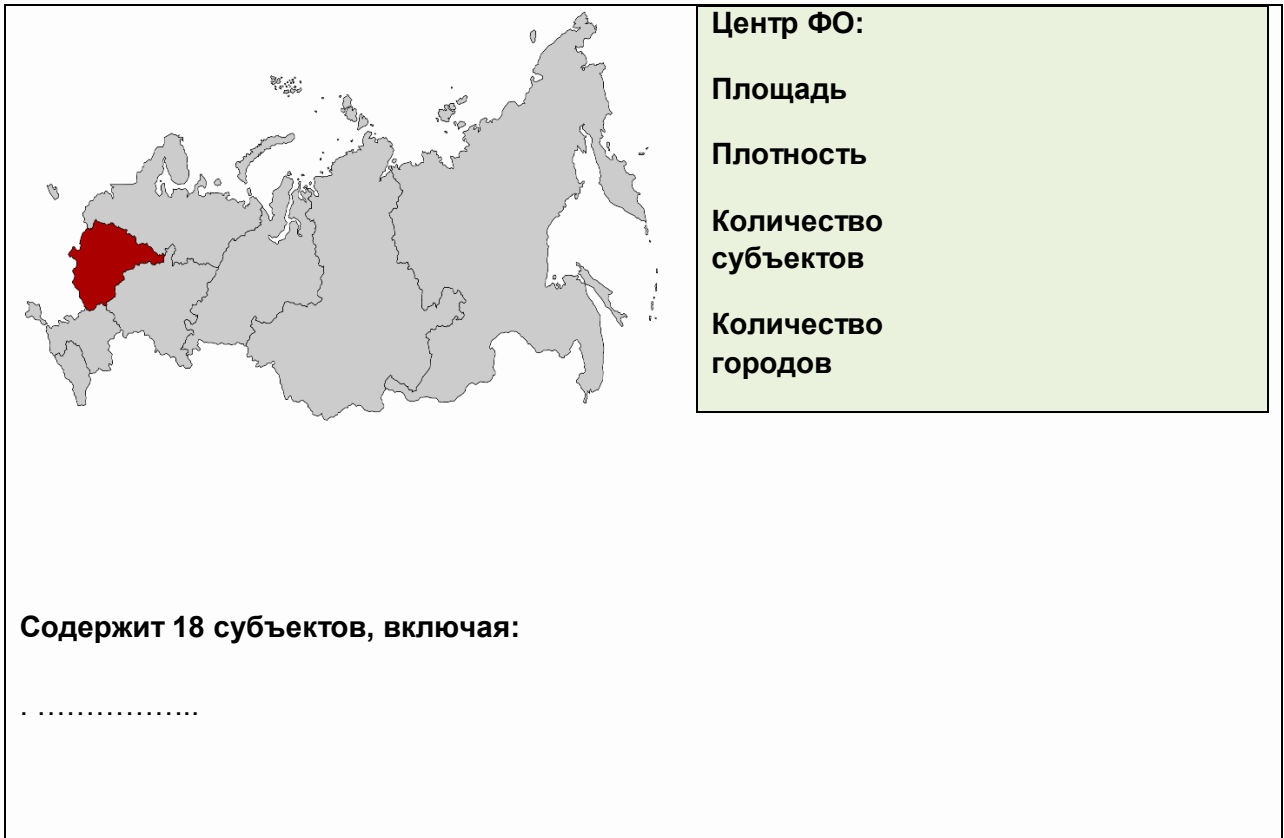 Центр ФО:
Площадь
Плотность
Количество
субъектов
Количество
городов
Содержит 18 субъектов, включая:
. ……………..